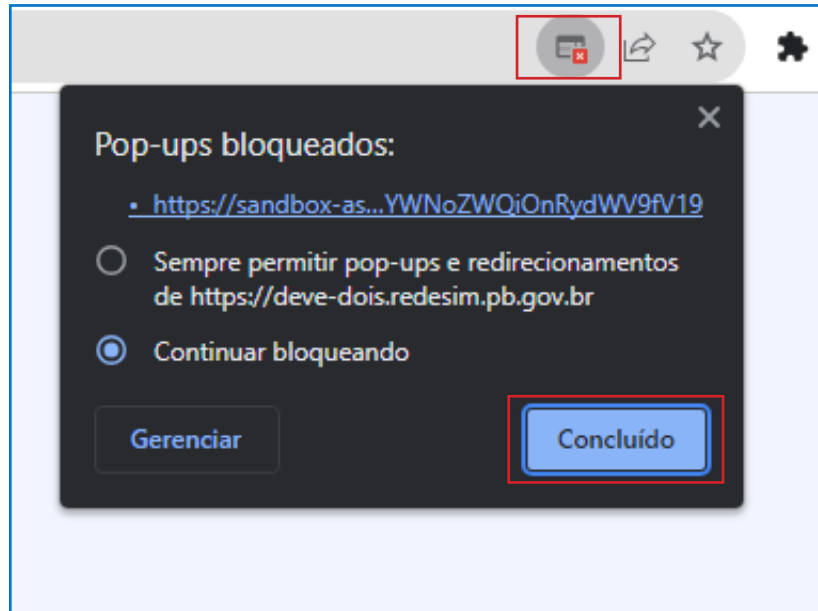 Pop-ups bloqueados:
• https://sandbox-as...YWNoZWQiOnRydWV9fV19
Sempre permitir pop-ups e redirecionamentos
de https://deve-dois.redesim.pb.gov.br
Continuar bloqueando
Gerenciar
Concluído